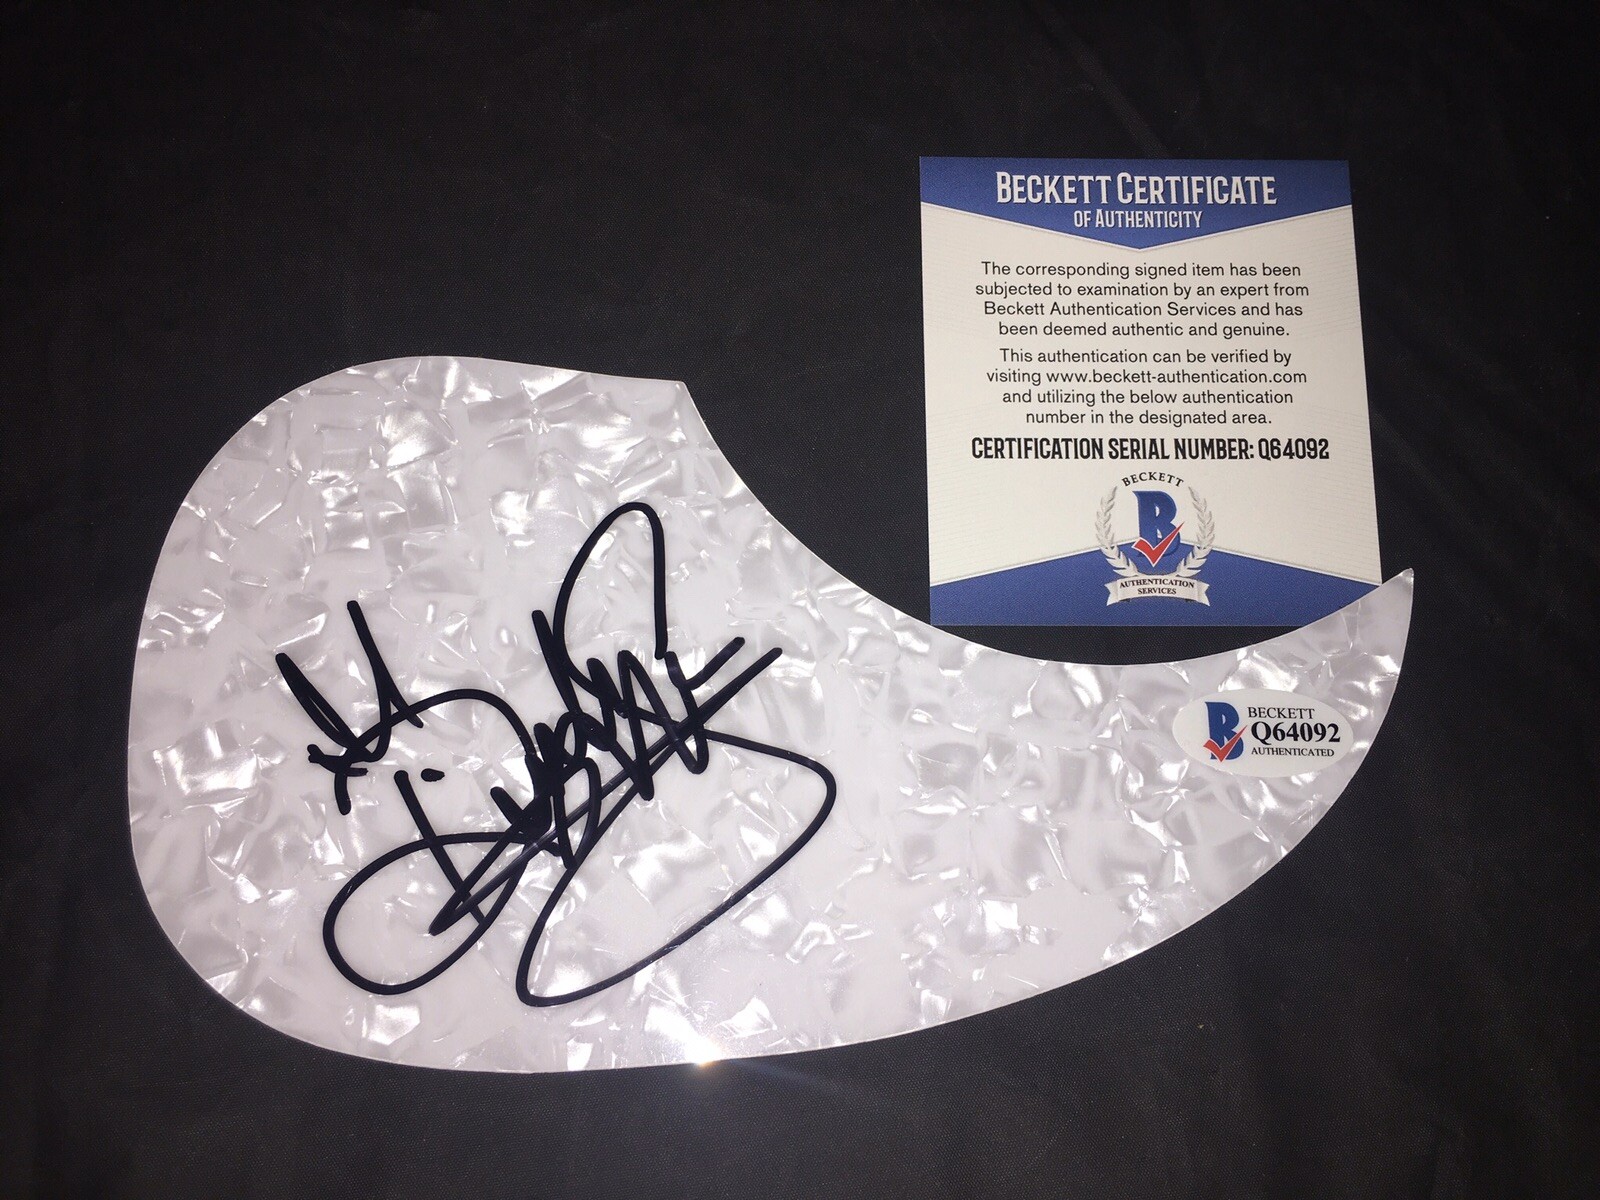 BECKETT CERTIFICATE
OF AUTHENTICITY
The corresponding signed item has been
subjected to examination by an expert from
Beckett Authentication Services and has
been deemed authentic and genuine.
This authentication can be verified by
visiting www.beckett-authentication.com
and utilizing the below authentication
number in the designated area.
CERTIFICATION SERIAL NUMBER: Q64092
BECKETT
B
AUTHENTICATION
SERVICES
B
BECKETT
Q64092
AUTHENTICATED